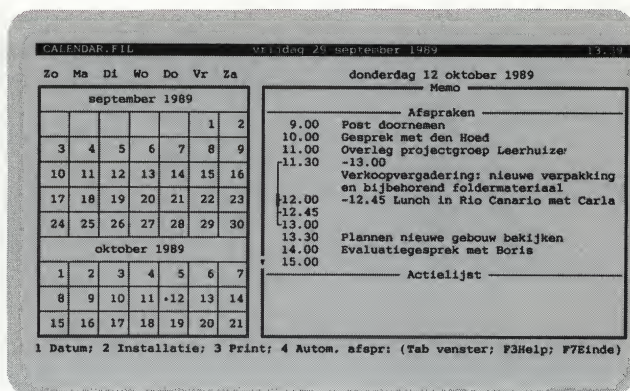 CALENDAR.FIL vrijdag 29 september 1989 13.39
Zo Ma Di Wo Do Vr Za
september 1989
1 2
3 4 5 6 7 8 9
10 11 12 13 14 15 16
17 18 19 20 21 22 23
24 25 26 27 28 29 30
oktober 1989
1 2 3 4 5 6 7
8 9 10 11 •12 13 14
15 16 17 18 19 20 21
donderdag 12 oktober 1989
Memo
Afspraken
9.00 Post doornemen
10.00 Gesprek met den Hoed
11.00 Overleg projectgroep Leerhuizen
11.30 -13.00
Verkoopvergadering: nieuwe verpakking
en bijbehorend foldermateriaal
12.00 -12.45 Lunch in Rio Canario met Carla
12.45
13.00
13.30 Plannen nieuwe gebouw bekijken
14.00 Evaluatiegesprek met Boris
15.00
Actielijst
1 Datum; 2 Installatie; 3 Print; 4 Autom. afspr: (Tab venster; F3Help; F7Einde)